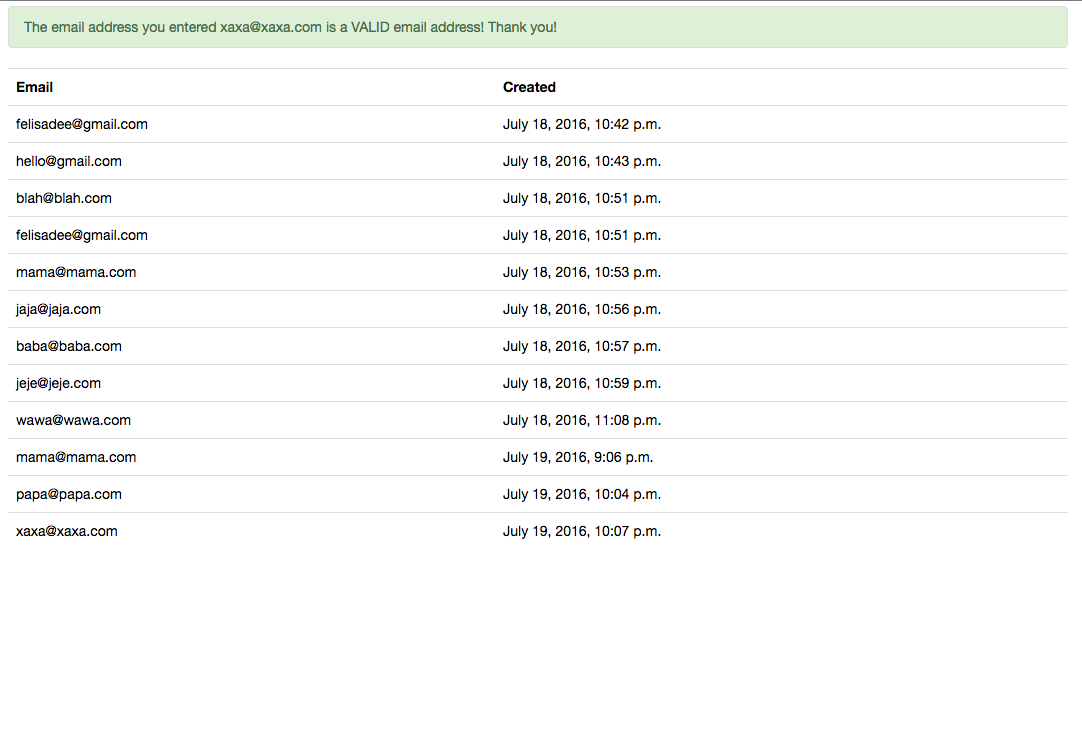 The email address you entered xaxa@xaxa.com is a VALID email address! Thank you!
Email Created
felisadee@gmail.com July 18, 2016, 10:42 p.m.
hello@gmail.com July 18, 2016, 10:43 p.m.
blah@blah.com July 18, 2016, 10:51 p.m.
felisadee@gmail.com July 18, 2016, 10:51 p.m.
mama@mama.com July 18, 2016, 10:53 p.m.
jaja@jaja.com July 18, 2016, 10:56 p.m.
baba@baba.com July 18, 2016, 10:57 p.m.
jeje@jeje.com July 18, 2016, 10:59 p.m.
wawa@wawa.com July 18, 2016, 11:08 p.m.
mama@mama.com July 19, 2016, 9:06 p.m.
papa@papa.com July 19, 2016, 10:04 p.m.
xaxa@xaxa.com July 19, 2016, 10:07 p.m.